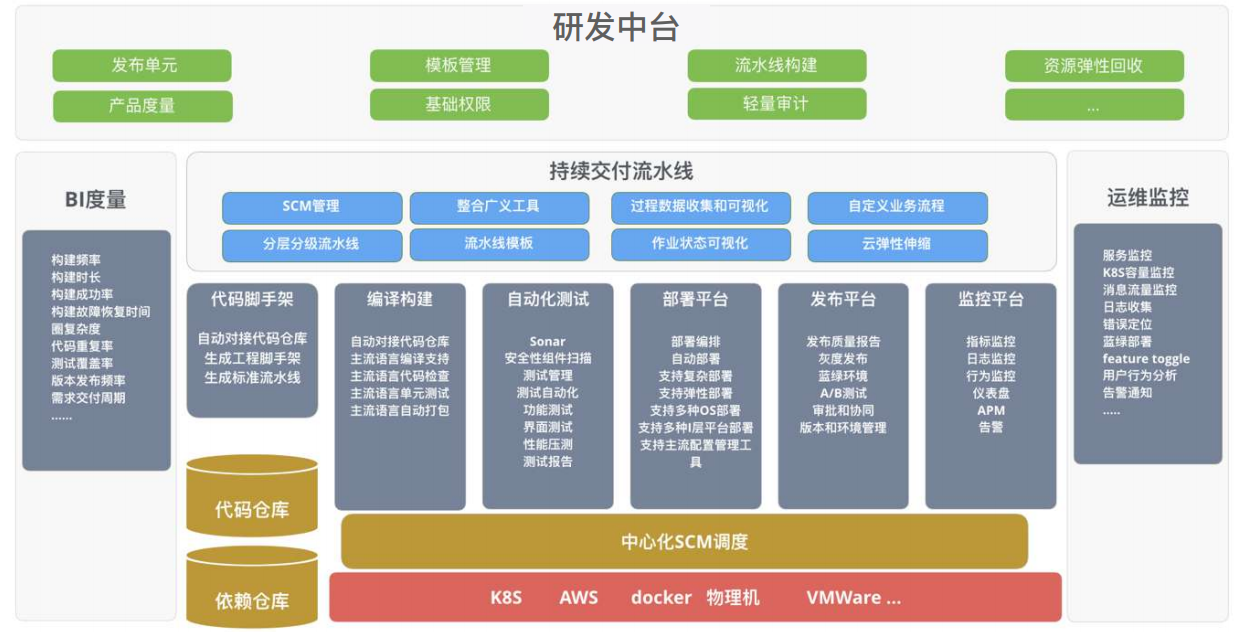 研发中台
发布单元
模板管理
流水线构建
资源弹性回收
产品度量
基础权限
轻量审计
...
BI度量
构建频率
构建时长
构建成功率
构建故障恢复时间
圈复杂度
代码重复率
测试覆盖率
版本发布频率
需求交付周期
......
持续交付流水线
SCM管理
整合广义工具
过程数据收集和可视化
自定义业务流程
分层分级流水线
流水线模板
作业状态可视化
云弹性伸缩
代码脚手架
自动对接代码仓库
生成工程脚手架
生成标准流水线
编译构建
自动对接代码仓库
主流语言编译支持
主流语言代码检查
主流语言单元测试
主流语言自动打包
自动化测试
Sonar
安全性组件扫描
测试管理
测试自动化
功能测试
界面测试
性能压测
测试报告
部署平台
部署编排
自动部署
支持复杂部署
支持弹性部署
支持多种OS部署
支持多种I层平台部署
支持主流配置管理工
具
发布平台
发布质量报告
灰度发布
蓝绿环境
A/B测试
审批和协同
版本和环境管理
监控平台
指标监控
日志监控
行为监控
仪表盘
APM
告警
运维监控
服务监控
K8S容量监控
消息流量监控
日志收集
错误定位
蓝绿部署
feature toggle
用户行为分析
告警通知
.....
代码仓库
依赖仓库
中心化SCM调度
K8S AWS docker 物理机 VMWare ...